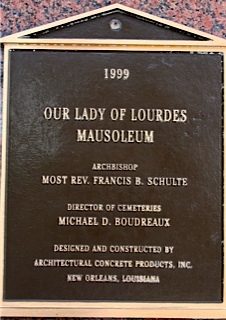 1999
OUR LADY OF LOURDES
MAUSOLEUM
ARCHBISHOP
MOST REV. FRANCIS B. SCHULTE
DIRECTOR OF CEMETERIES
MICHAEL D. BOUDREAUX
DESIGNED AND CONSTRUCTED BY
ARCHITECTURAL CONCRETE PRODUCTS, INC.
NEW ORLEANS, LOUISIANA